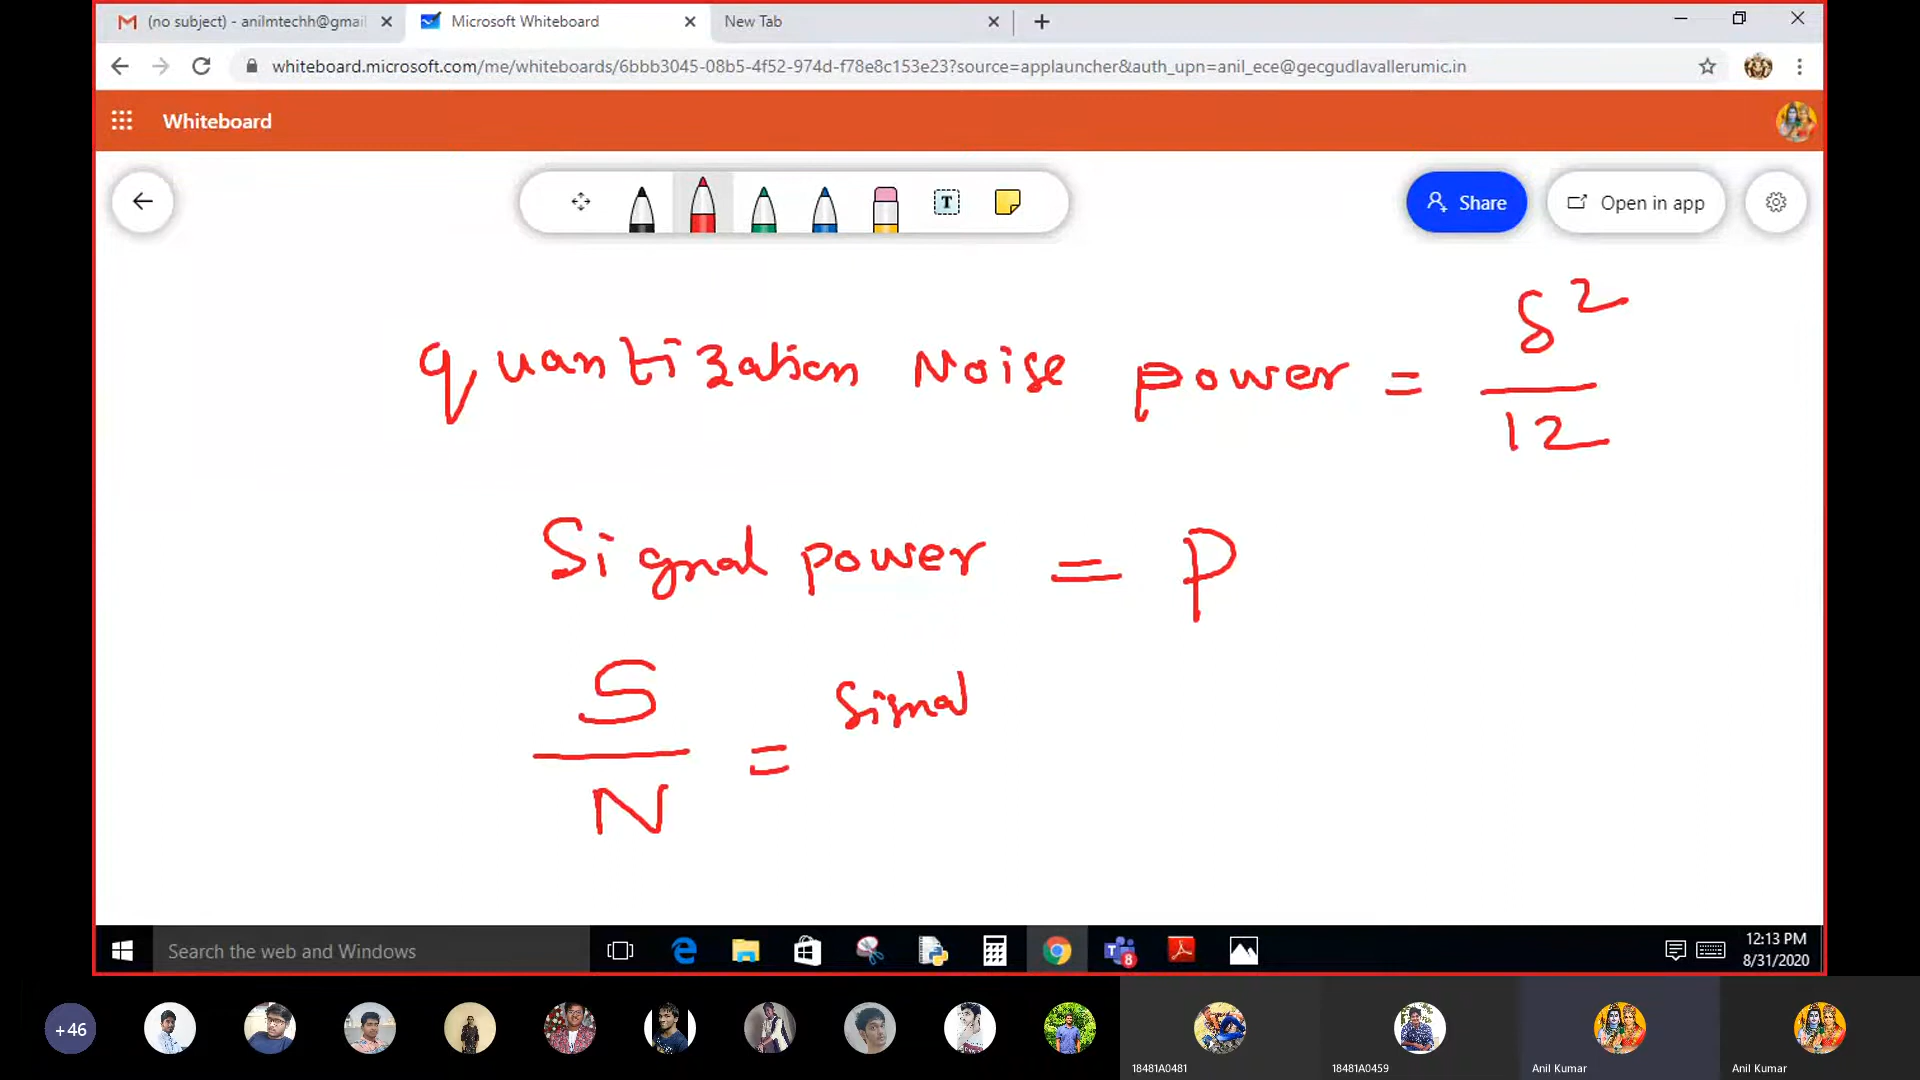 (no subject) - anilmtechh@gmai
Microsoft Whiteboard
New Tab
whiteboard.microsoft.com/me/whiteboards/6bbb3045-08b5-4f52-974d-f78e8c153e23?source=applauncher&auth_upn=anil_ece@gecgudlavallerumic.in
Whiteboard
T
Share
Open in app
quantization Noise power = δ²/12
Signal power = P
S/N = Signal
Search the web and Windows
8
12:13 PM
8/31/2020
+46
18481A0481
18481A0459
Anil Kumar
Anil Kumar